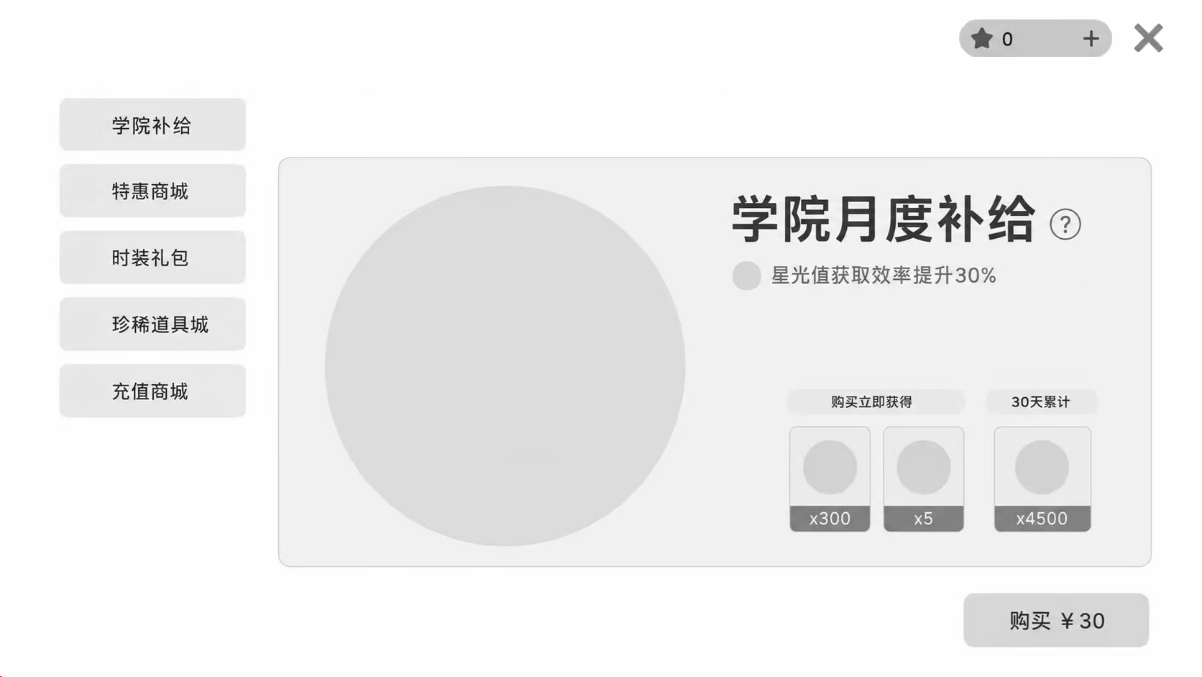 0 +
学院补给
特惠商城
时装礼包
珍稀道具城
充值商城
学院月度补给 ?
星光值获取效率提升30%
购买立即获得
30天累计
x300
x5
x4500
购买 ¥30